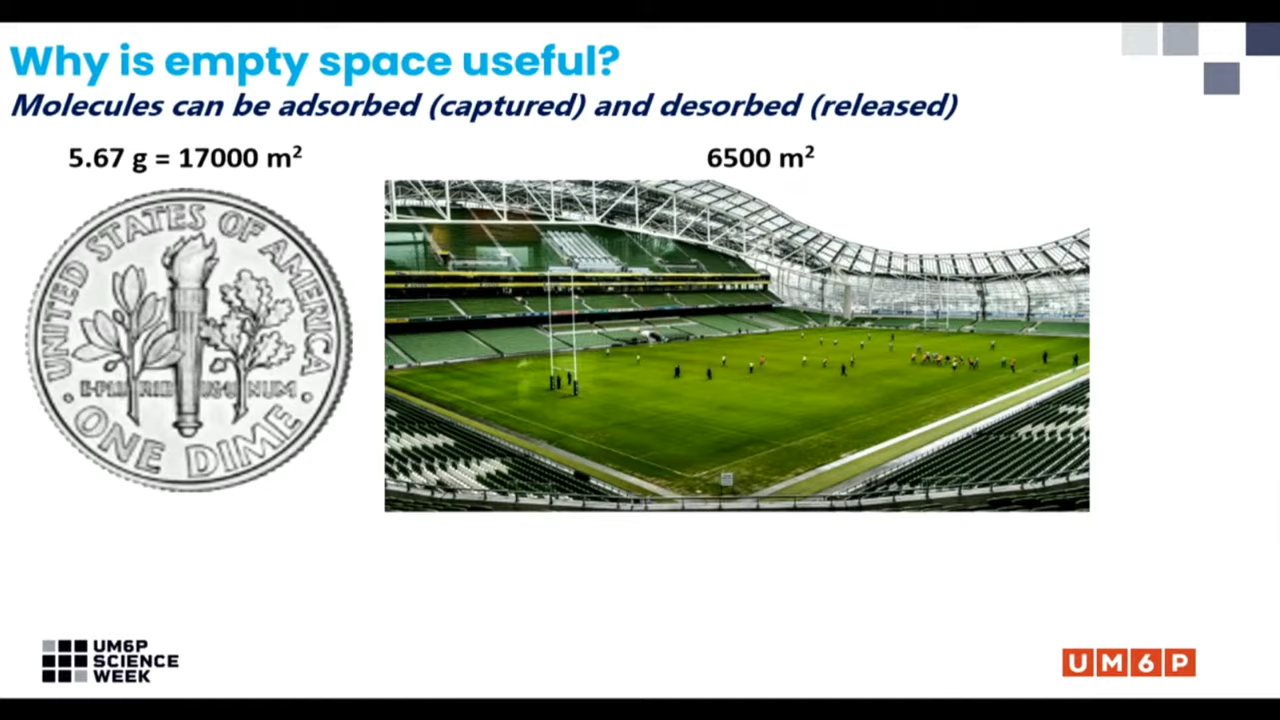 Why is empty space useful?
Molecules can be adsorbed (captured) and desorbed (released)
5.67 g = 17000 m²
6500 m²
UNITED STATES OF AMERICA
E·PLURIBUS UNUM
· ONE DIME ·
UM6P
SCIENCE
WEEK
UM6P